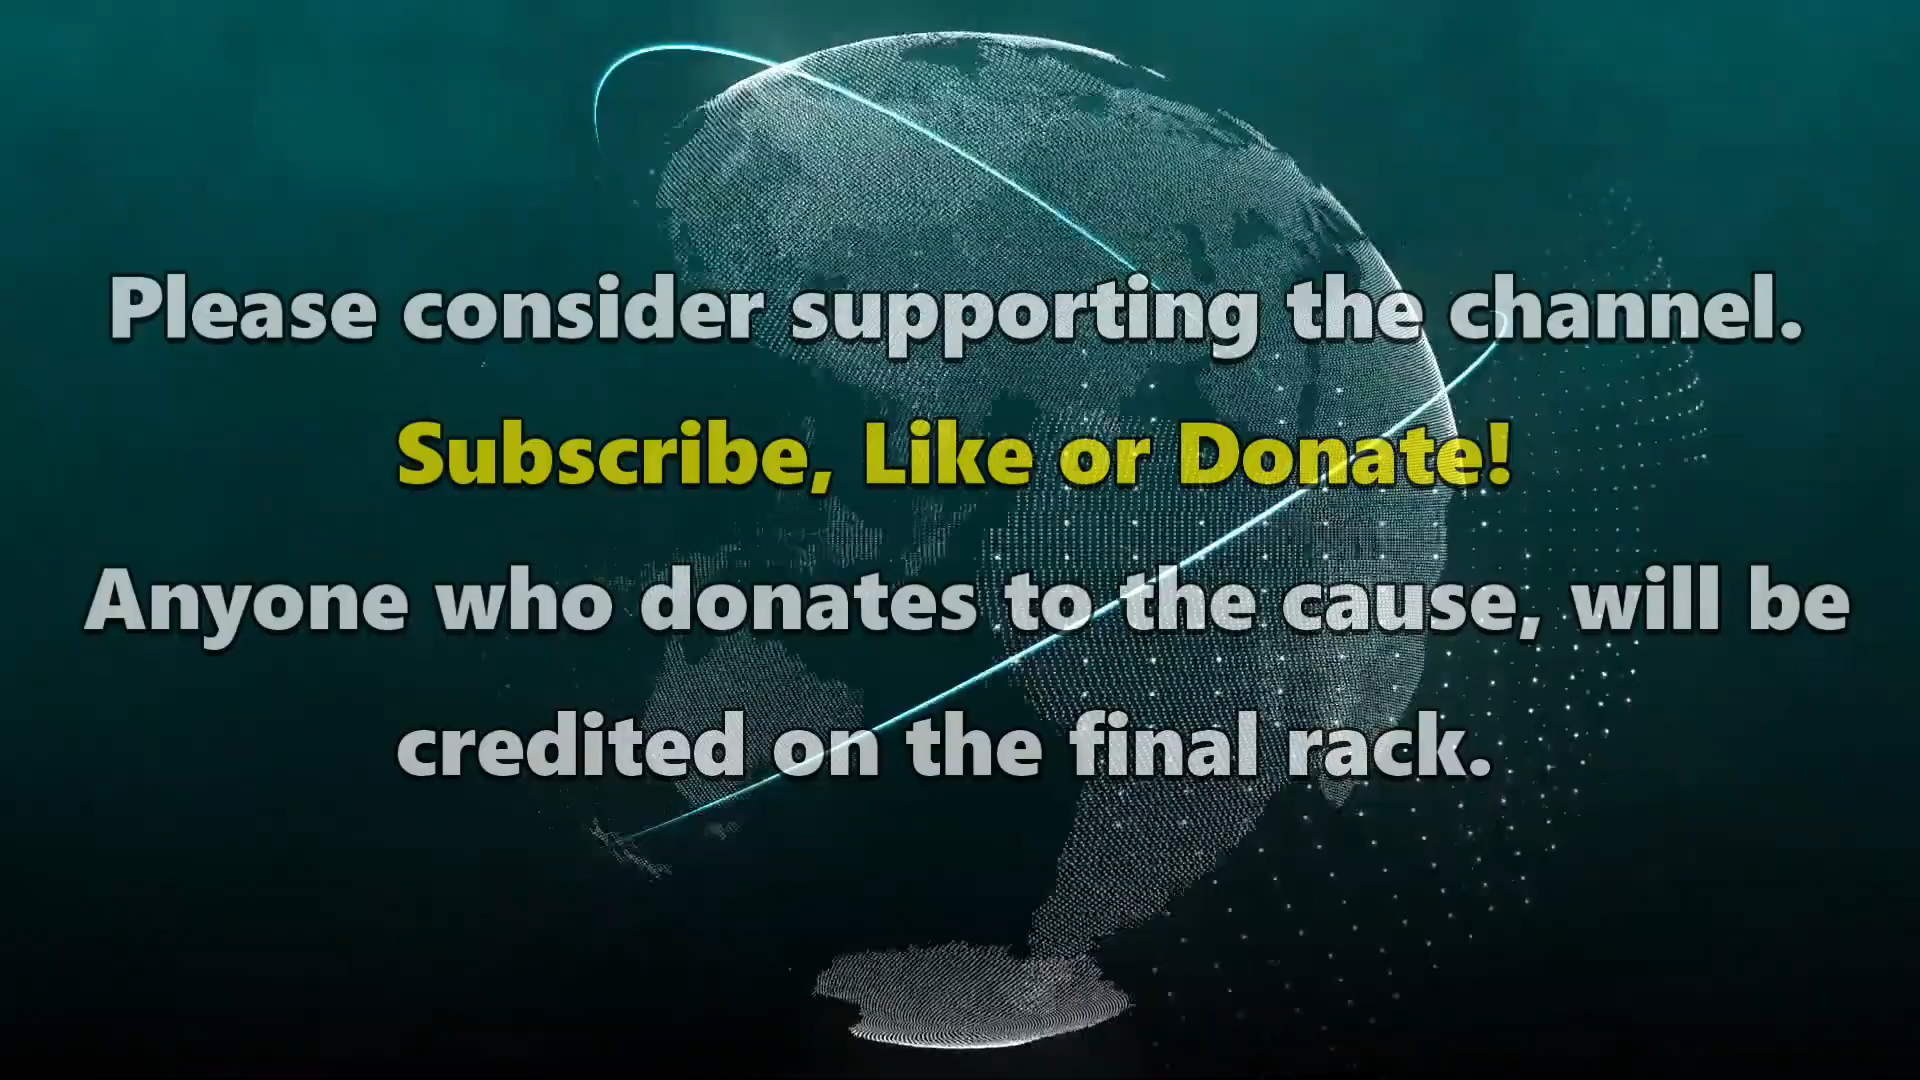 Please consider supporting the channel.
Subscribe, Like or Donate!
Anyone who donates to the cause, will be
credited on the final rack.